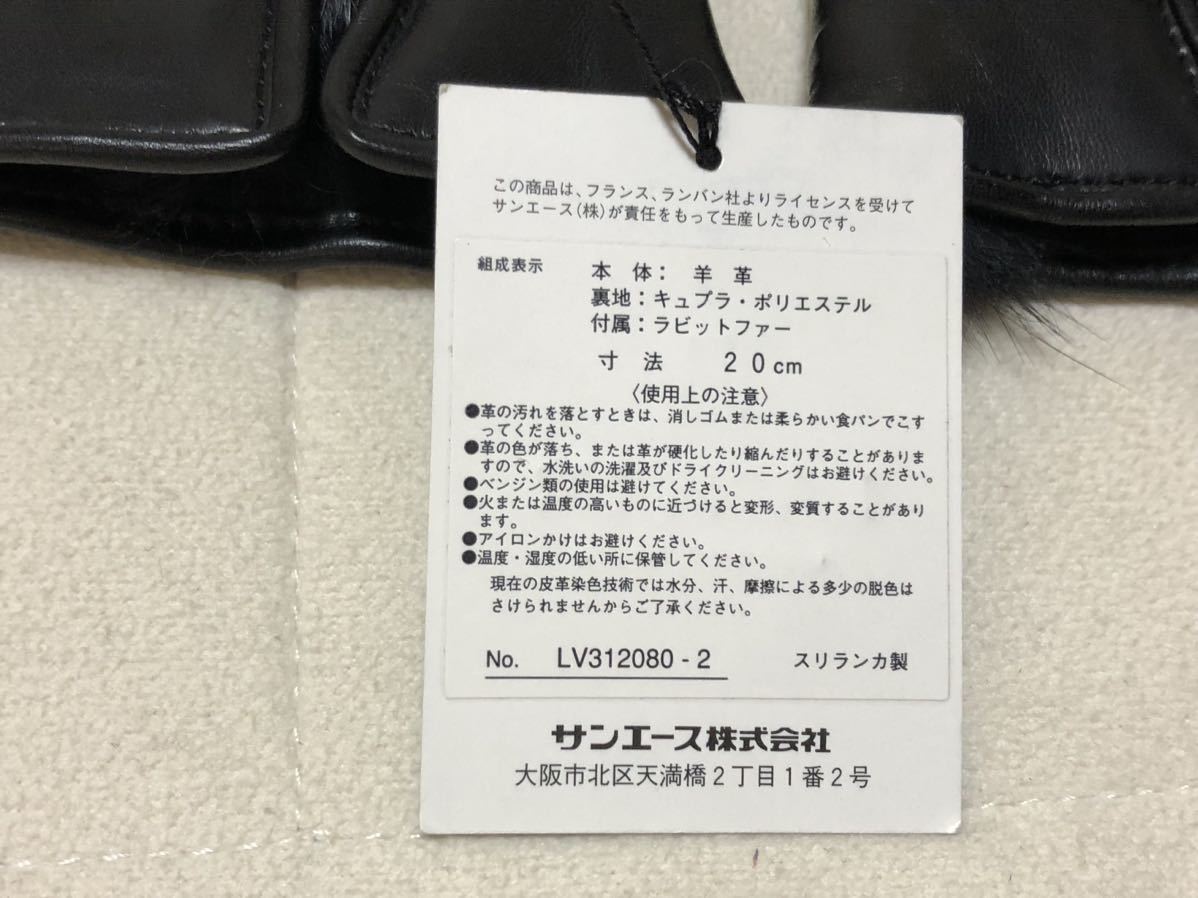 この商品は、フランス、ランバン社よりライセンスを受けて
サンエース(株)が責任をもって生産したものです。
組成表示
本 体： 羊 革
裏地：キュプラ・ポリエステル
付属：ラビットファー
寸 法 20cm
〈使用上の注意〉
●革の汚れを落とすときは、消しゴムまたは柔らかい食パンでこす
ってください。
●革の色が落ち、または革が硬化したり縮んだりすることがありま
すので、水洗いの洗濯及びドライクリーニングはお避けください。
●ベンジン類の使用は避けてください。
●火または温度の高いものに近づけると変形、変質することがあり
ます。
●アイロンかけはお避けください。
●温度・湿度の低い所に保管してください。
現在の皮革染色技術では水分、汗、摩擦による多少の脱色は
さけられませんからご了承ください。
No. LV312080-2 スリランカ製
サンエース株式会社
大阪市北区天満橋2丁目1番2号